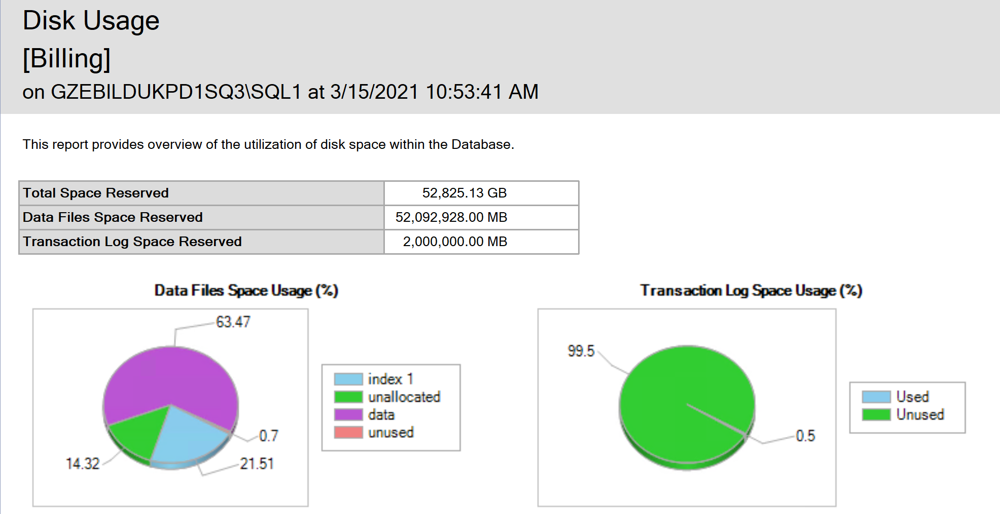 Disk Usage
[Billing]
on GZEBILDUKPD1SQ3\SQL1 at 3/15/2021 10:53:41 AM
This report provides overview of the utilization of disk space within the Database.
Total Space Reserved 52,825.13 GB
Data Files Space Reserved 52,092,928.00 MB
Transaction Log Space Reserved 2,000,000.00 MB
Data Files Space Usage (%)
63.47
0.7
14.32
21.51
index 1
unallocated
data
unused
Transaction Log Space Usage (%)
99.5
0.5
Used
Unused